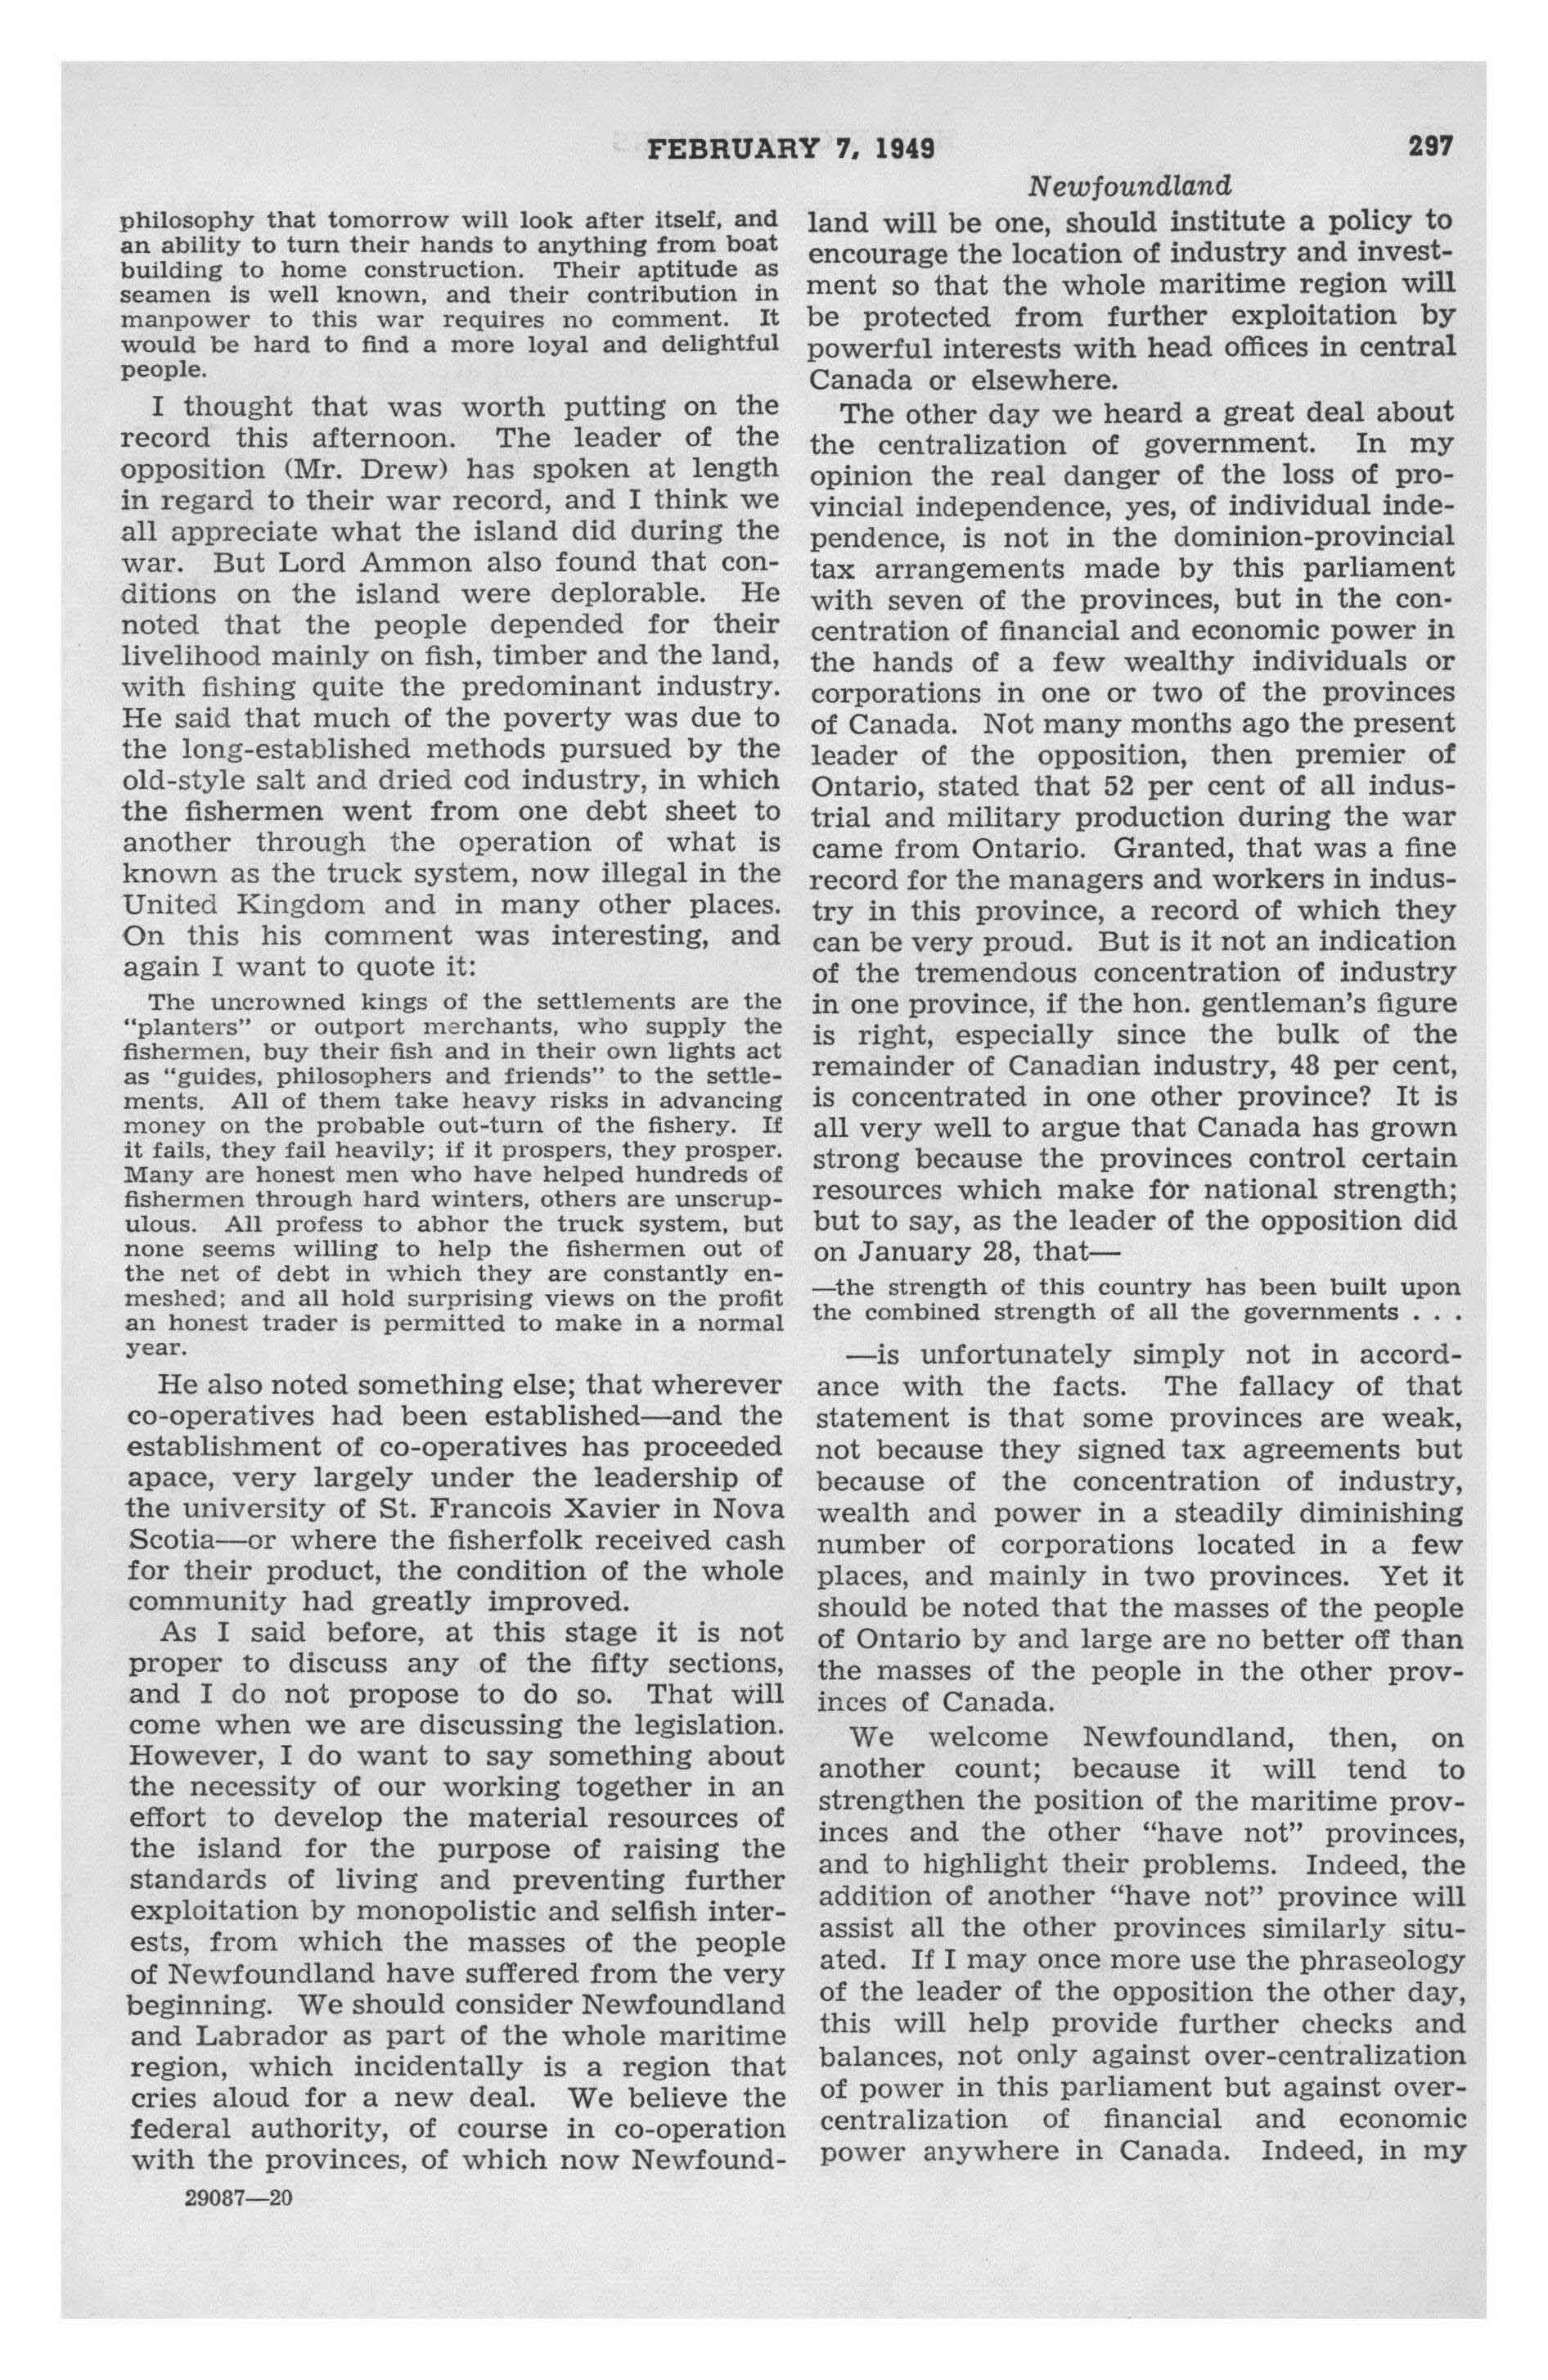 FEBRUARY 7, 1949
297
Newfoundland
philosophy that tomorrow will look after itself, and
an ability to turn their hands to anything from boat
building to home construction. Their aptitude as
seamen is well known, and their contribution in
manpower to this war requires no comment. It
would be hard to find a more loyal and delightful
people.
I thought that was worth putting on the
record this afternoon. The leader of the
opposition (Mr. Drew) has spoken at length
in regard to their war record, and I think we
all appreciate what the island did during the
war. But Lord Ammon also found that con-
ditions on the island were deplorable. He
noted that the people depended for their
livelihood mainly on fish, timber and the land,
with fishing quite the predominant industry.
He said that much of the poverty was due to
the long-established methods pursued by the
old-style salt and dried cod industry, in which
the fishermen went from one debt sheet to
another through the operation of what is
known as the truck system, now illegal in the
United Kingdom and in many other places.
On this his comment was interesting, and
again I want to quote it:
The uncrowned kings of the settlements are the
“planters” or outport merchants, who supply the
fishermen, buy their fish and in their own lights act
as “guides, philosophers and friends” to the settle-
ments. All of them take heavy risks in advancing
money on the probable out-turn of the fishery. If
it fails, they fail heavily; if it prospers, they prosper.
Many are honest men who have helped hundreds of
fishermen through hard winters, others are unscrup-
ulous. All profess to abhor the truck system, but
none seems willing to help the fishermen out of
the net of debt in which they are constantly en-
meshed; and all hold surprising views on the profit
an honest trader is permitted to make in a normal
year.
He also noted something else; that wherever
co-operatives had been established—and the
establishment of co-operatives has proceeded
apace, very largely under the leadership of
the university of St. Francois Xavier in Nova
Scotia—or where the fisherfolk received cash
for their product, the condition of the whole
community had greatly improved.
As I said before, at this stage it is not
proper to discuss any of the fifty sections,
and I do not propose to do so. That will
come when we are discussing the legislation.
However, I do want to say something about
the necessity of our working together in an
effort to develop the material resources of
the island for the purpose of raising the
standards of living and preventing further
exploitation by monopolistic and selfish inter-
ests, from which the masses of the people
of Newfoundland have suffered from the very
beginning. We should consider Newfoundland
and Labrador as part of the whole maritime
region, which incidentally is a region that
cries aloud for a new deal. We believe the
federal authority, of course in co-operation
with the provinces, of which now Newfound-
29087—20
land will be one, should institute a policy to
encourage the location of industry and invest-
ment so that the whole maritime region will
be protected from further exploitation by
powerful interests with head offices in central
Canada or elsewhere.
The other day we heard a great deal about
the centralization of government. In my
opinion the real danger of the loss of pro-
vincial independence, yes, of individual inde-
pendence, is not in the dominion-provincial
tax arrangements made by this parliament
with seven of the provinces, but in the con-
centration of financial and economic power in
the hands of a few wealthy individuals or
corporations in one or two of the provinces
of Canada. Not many months ago the present
leader of the opposition, then premier of
Ontario, stated that 52 per cent of all indus-
trial and military production during the war
came from Ontario. Granted, that was a fine
record for the managers and workers in indus-
try in this province, a record of which they
can be very proud. But is it not an indication
of the tremendous concentration of industry
in one province, if the hon. gentleman’s figure
is right, especially since the bulk of the
remainder of Canadian industry, 48 per cent,
is concentrated in one other province? It is
all very well to argue that Canada has grown
strong because the provinces control certain
resources which make for national strength;
but to say, as the leader of the opposition did
on January 28, that—
—the strength of this country has been built upon
the combined strength of all the governments . . .
—is unfortunately simply not in accord-
ance with the facts. The fallacy of that
statement is that some provinces are weak,
not because they signed tax agreements but
because of the concentration of industry,
wealth and power in a steadily diminishing
number of corporations located in a few
places, and mainly in two provinces. Yet it
should be noted that the masses of the people
of Ontario by and large are no better off than
the masses of the people in the other prov-
inces of Canada.
We welcome Newfoundland, then, on
another count; because it will tend to
strengthen the position of the maritime prov-
inces and the other “have not” provinces,
and to highlight their problems. Indeed, the
addition of another “have not” province will
assist all the other provinces similarly situ-
ated. If I may once more use the phraseology
of the leader of the opposition the other day,
this will help provide further checks and
balances, not only against over-centralization
of power in this parliament but against over-
centralization of financial and economic
power anywhere in Canada. Indeed, in my